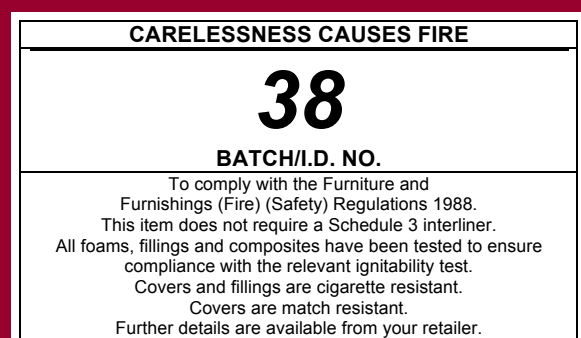 CARELESSNESS CAUSES FIRE
38
BATCH/I.D. NO.
To comply with the Furniture and
Furnishings (Fire) (Safety) Regulations 1988.
This item does not require a Schedule 3 interliner.
All foams, fillings and composites have been tested to ensure
compliance with the relevant ignitability test.
Covers and fillings are cigarette resistant.
Covers are match resistant.
Further details are available from your retailer.